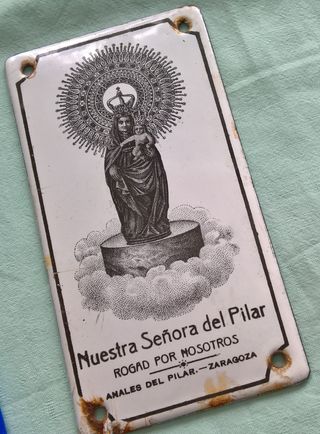 Nuestra Señora del Pilar
ROGAD POR NOSOTROS
ANALES DEL PILAR.—ZARAGOZA